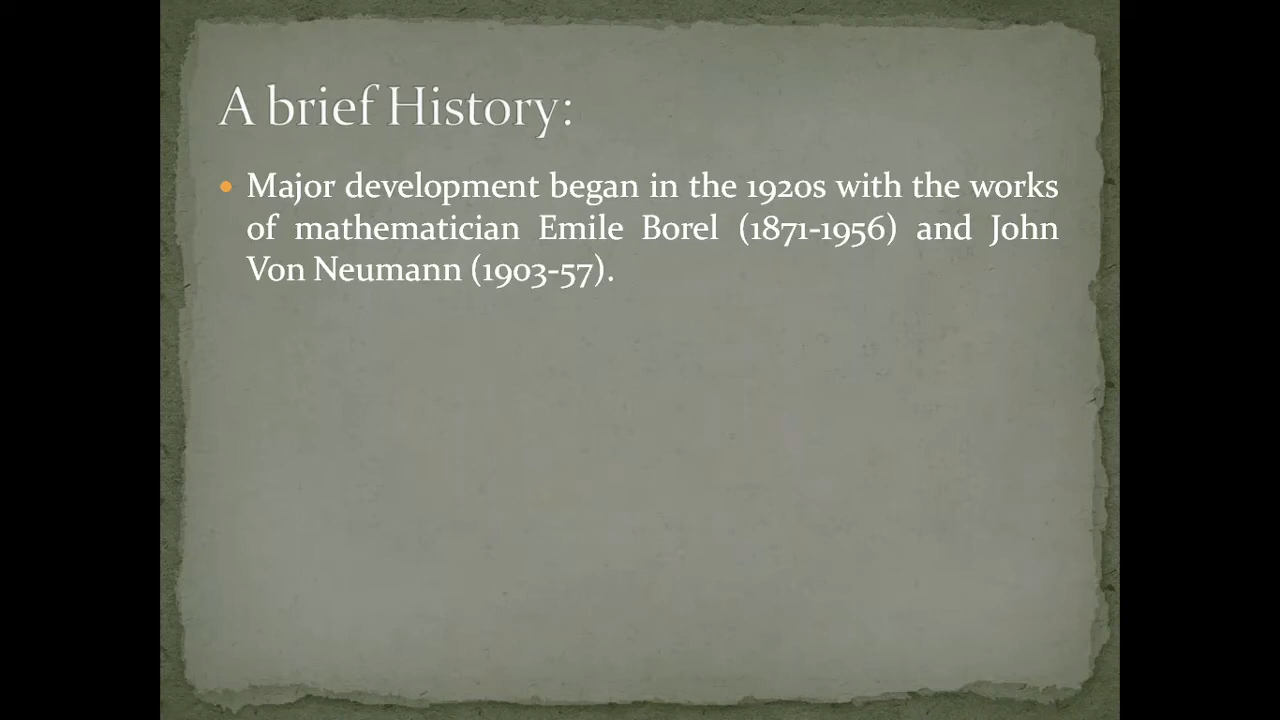 A brief History:
Major development began in the 1920s with the works
of mathematician Emile Borel (1871-1956) and John
Von Neumann (1903-57).